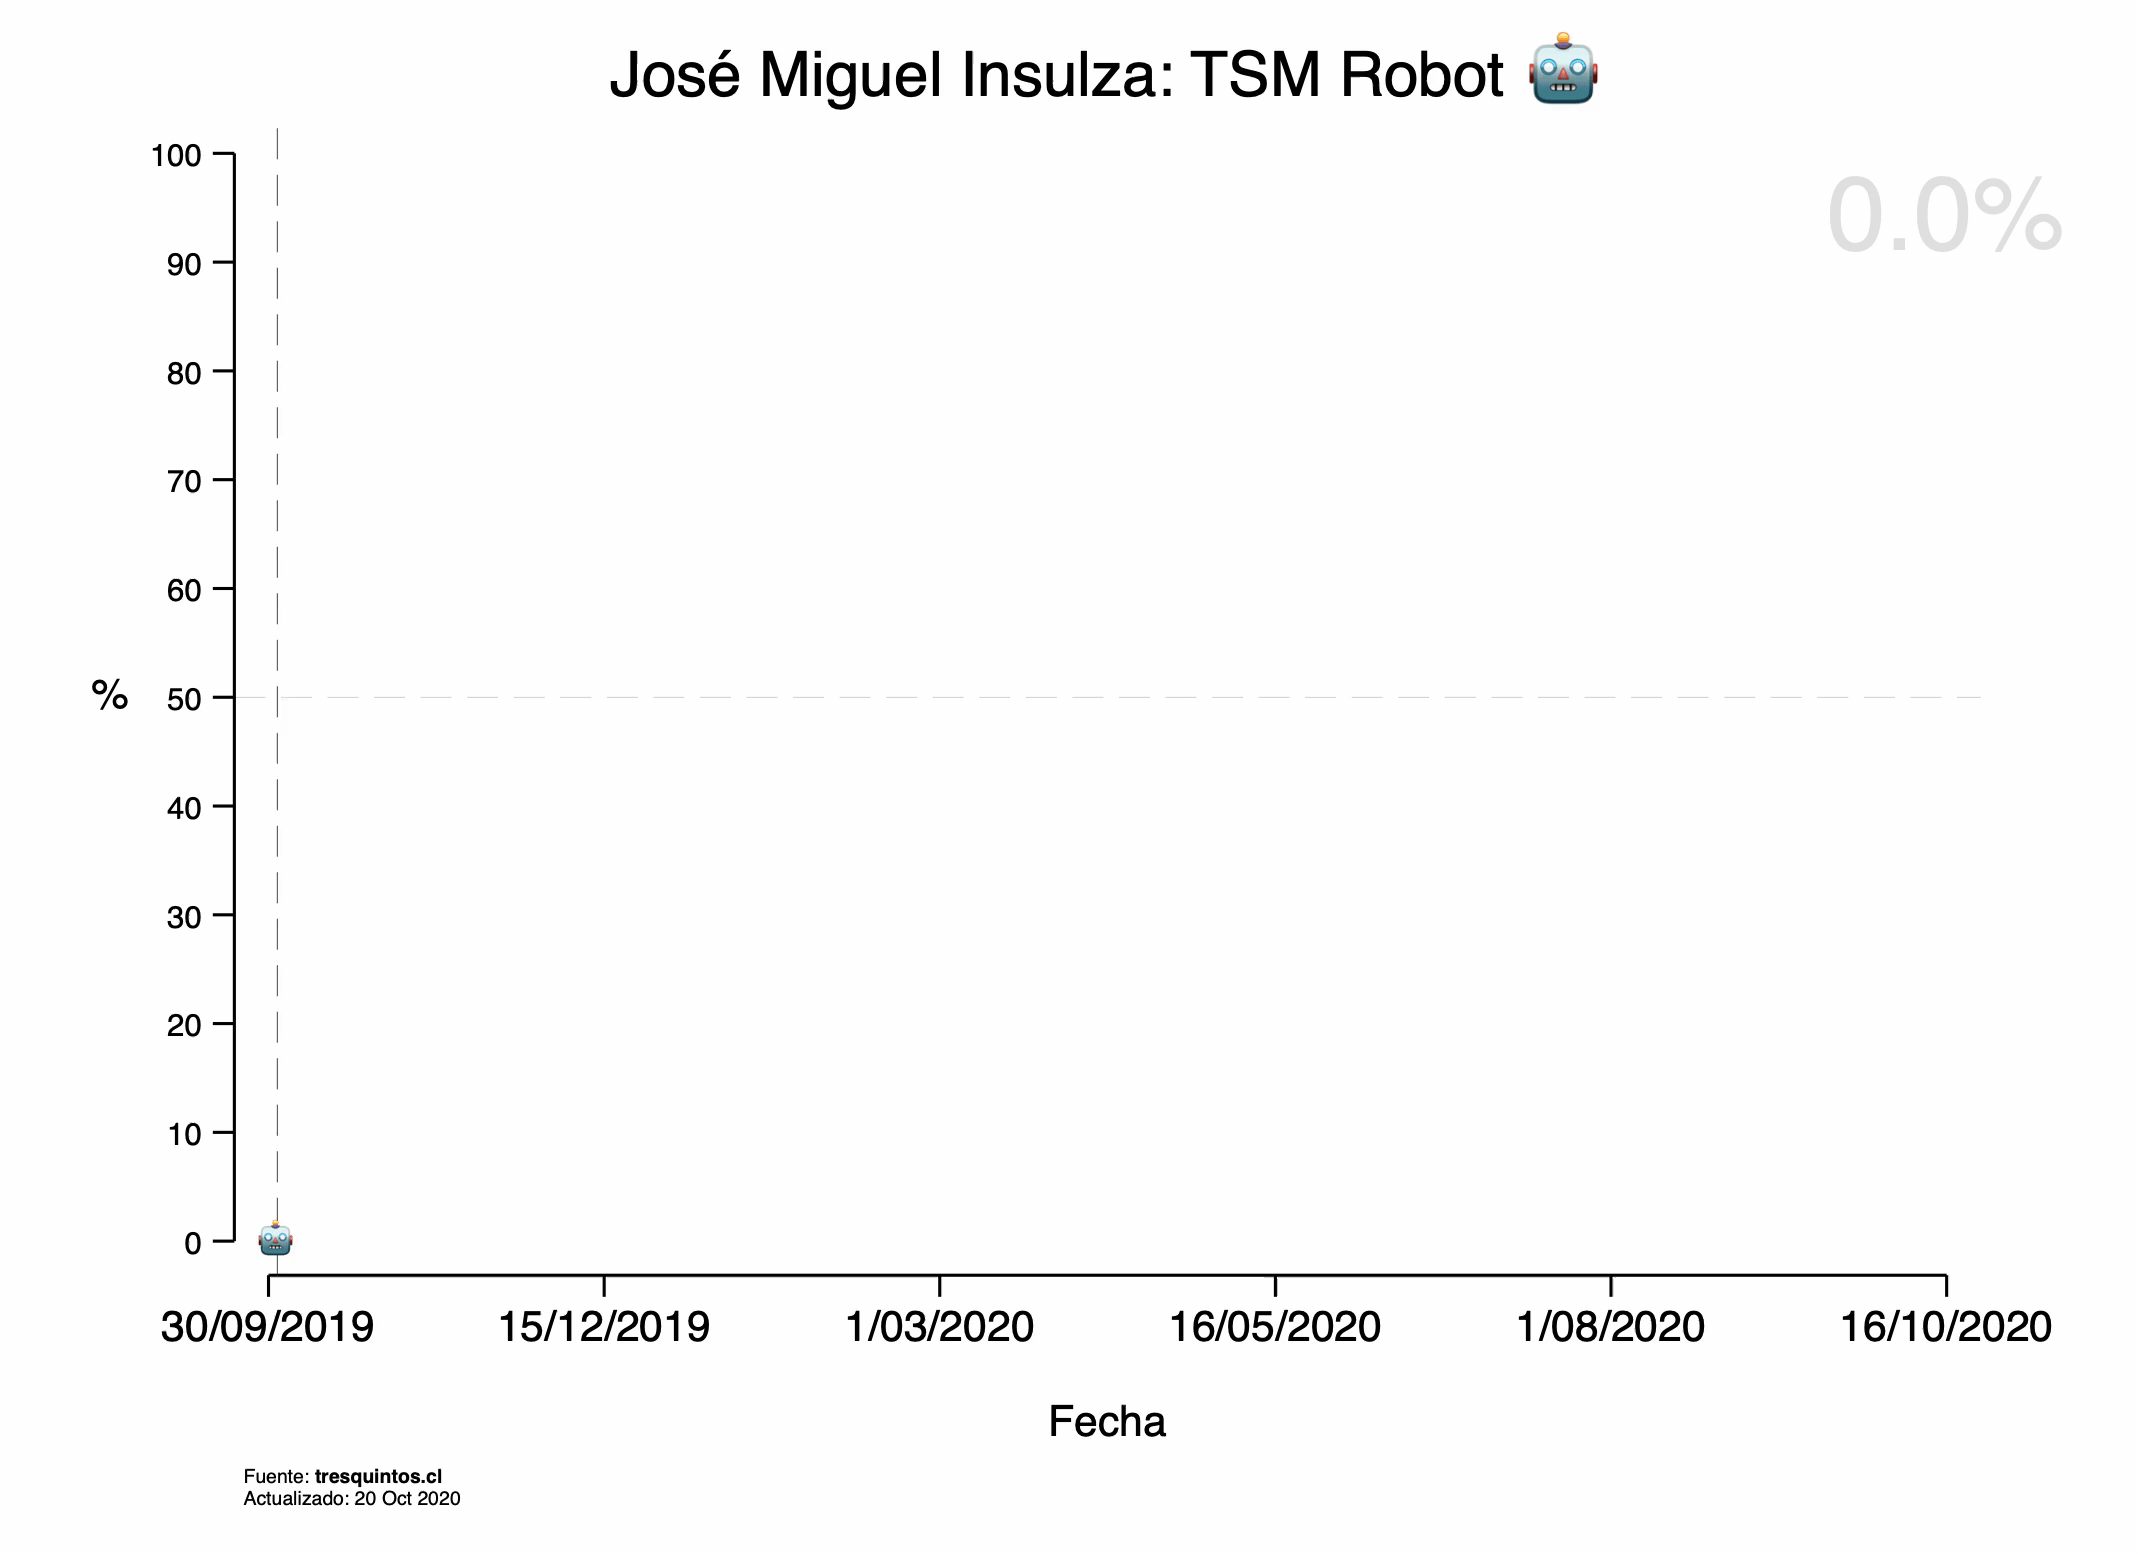 José Miguel Insulza: TSM Robot 🤖
0.0%
100
90
80
70
60
50
40
30
20
10
0
%
30/09/2019 15/12/2019 1/03/2020 16/05/2020 1/08/2020 16/10/2020
Fecha
Fuente: tresquintos.cl
Actualizado: 20 Oct 2020